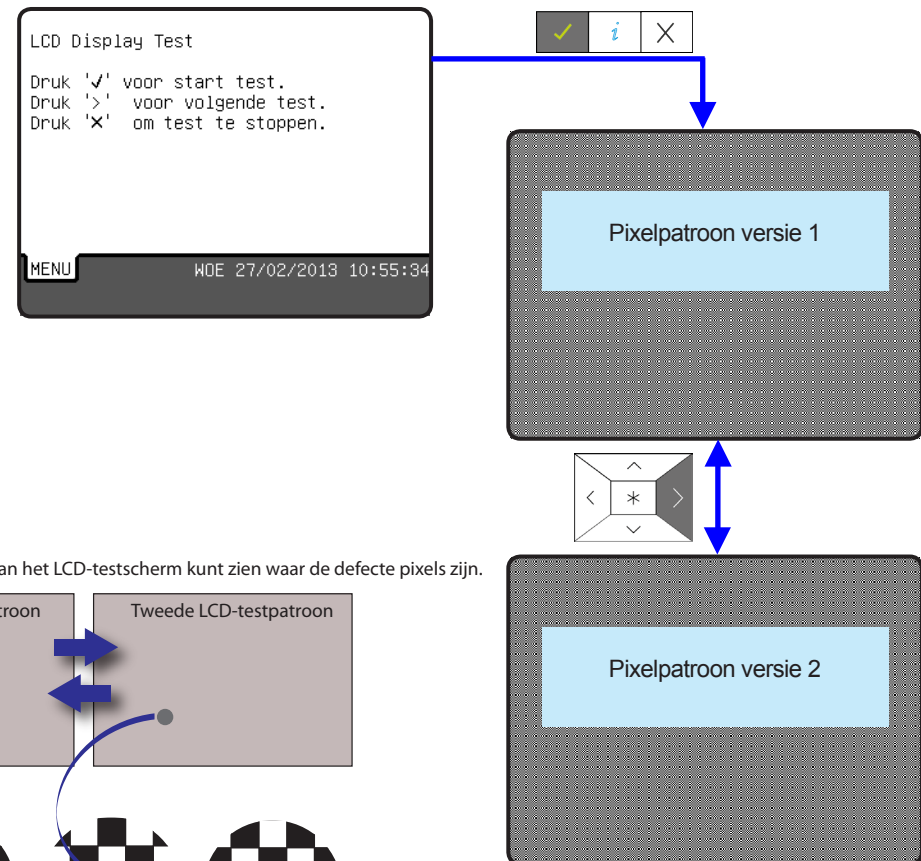 LCD Display Test
Druk '✓' voor start test.
Druk '>' voor volgende test.
Druk '✕' om test te stoppen.
MENU WOE 27/02/2013 10:55:34
i
Pixelpatroon versie 1
Pixelpatroon versie 2
het LCD-testscherm kunt zien waar de defecte pixels zijn.
Tweede LCD-testpatroon